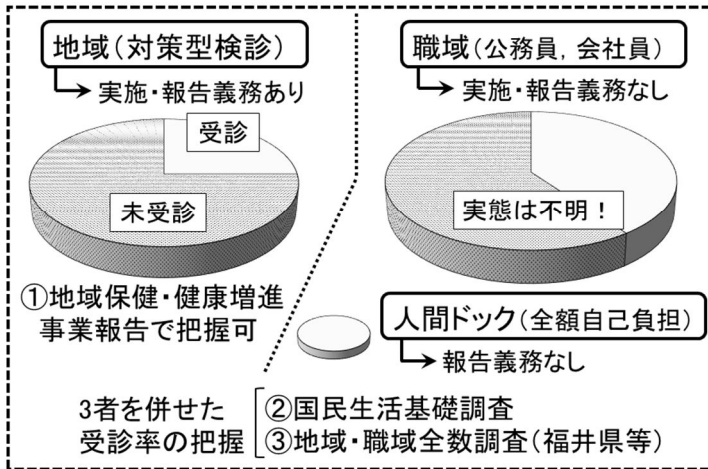 地域(対策型検診)
実施・報告義務あり
受診
未受診
①地域保健・健康増進
事業報告で把握可
職域(公務員, 会社員)
実施・報告義務なし
実態は不明!
人間ドック(全額自己負担)
報告義務なし
3者を併せた
受診率の把握
②国民生活基礎調査
③地域・職域全数調査(福井県等)